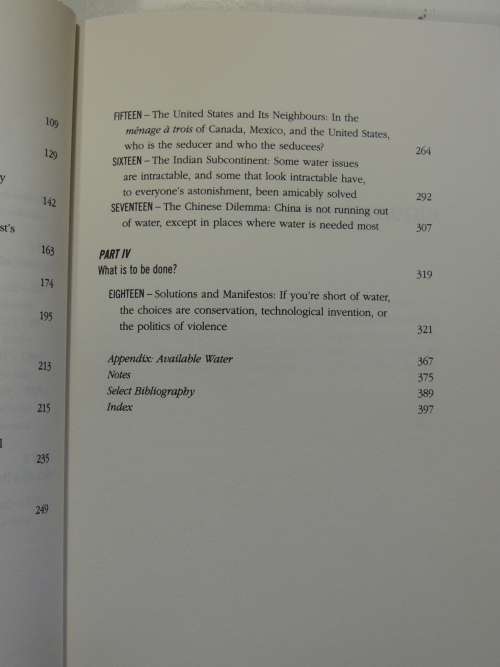 109
129
y
142
st's
163
174
195
213
215
l
235
249
FIFTEEN – The United States and Its Neighbours: In the
ménage à trois of Canada, Mexico, and the United States,
who is the seducer and who the seducees? 264
SIXTEEN – The Indian Subcontinent: Some water issues
are intractable, and some that look intractable have,
to everyone's astonishment, been amicably solved 292
SEVENTEEN – The Chinese Dilemma: China is not running out
of water, except in places where water is needed most 307
PART IV
What is to be done? 319
EIGHTEEN – Solutions and Manifestos: If you're short of water,
the choices are conservation, technological invention, or
the politics of violence 321
Appendix: Available Water 367
Notes 375
Select Bibliography 389
Index 397